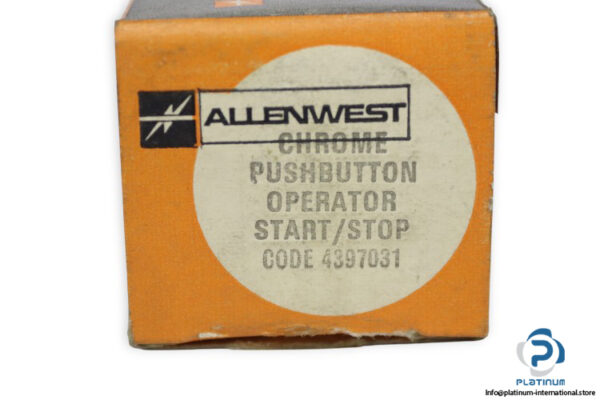 ALLENWEST
CHROME
PUSHBUTTON
OPERATOR
START/STOP
CODE 4397031
PLATINUM
Info@platinum-international.store